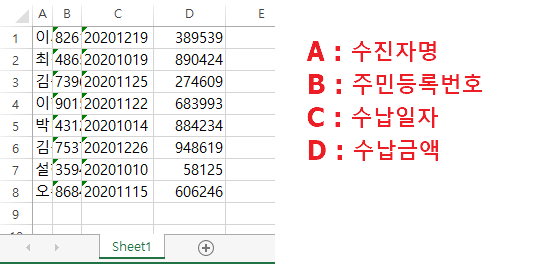 A B C D E
1 이 826 20201219 389539
2 최 486 20201019 890424
3 김 739 20201125 274609
4 이 901 20201122 683993
5 박 431 20201014 884234
6 김 753 20201226 948619
7 설 359 20201010 58125
8 오 868 20201115 606246
9
Sheet1
A : 수진자명
B : 주민등록번호
C : 수납일자
D : 수납금액